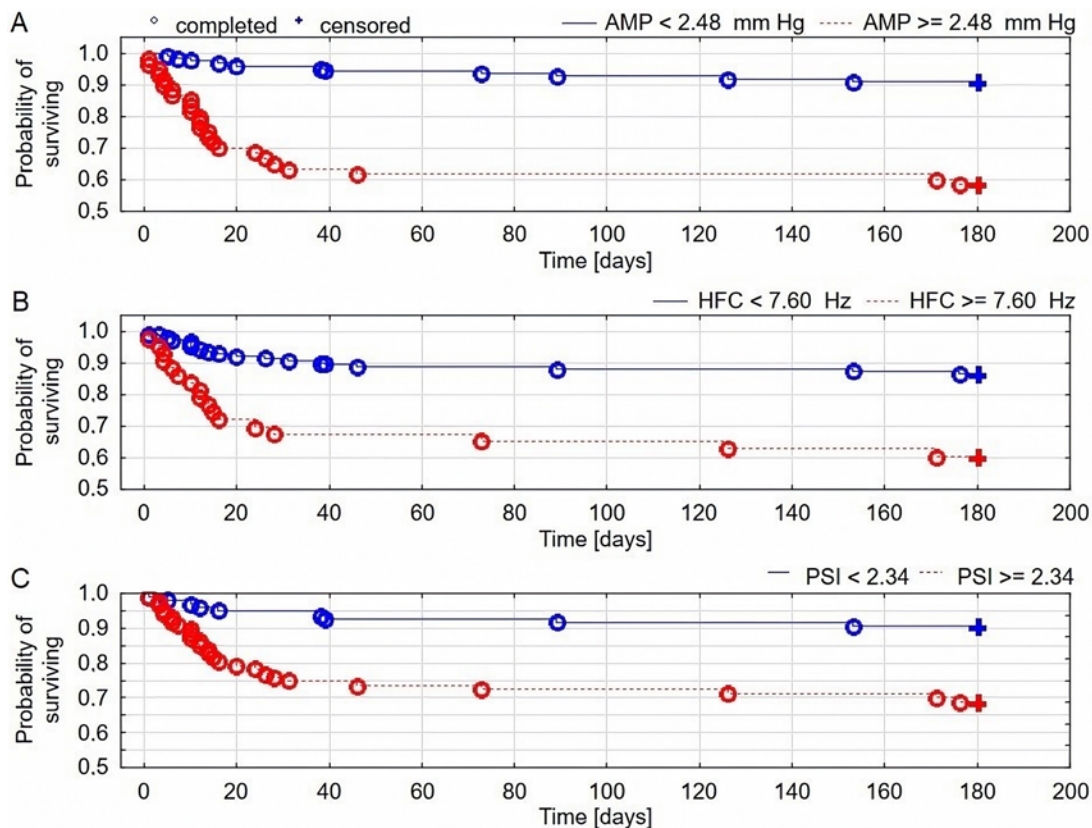 A
completed censored AMP < 2.48 mm Hg AMP >= 2.48 mm Hg
Probability of
surviving
1.0
0.9
0.8
0.7
0.6
0.5
0 20 40 60 80 100 120 140 160 180 200
Time [days]
B
HFC < 7.60 Hz HFC >= 7.60 Hz
Probability of
surviving
1.0
0.9
0.8
0.7
0.6
0.5
0 20 40 60 80 100 120 140 160 180 200
Time [days]
C
PSI < 2.34 PSI >= 2.34
Probability of
surviving
1.0
0.9
0.8
0.7
0.6
0.5
0 20 40 60 80 100 120 140 160 180 200
Time [days]